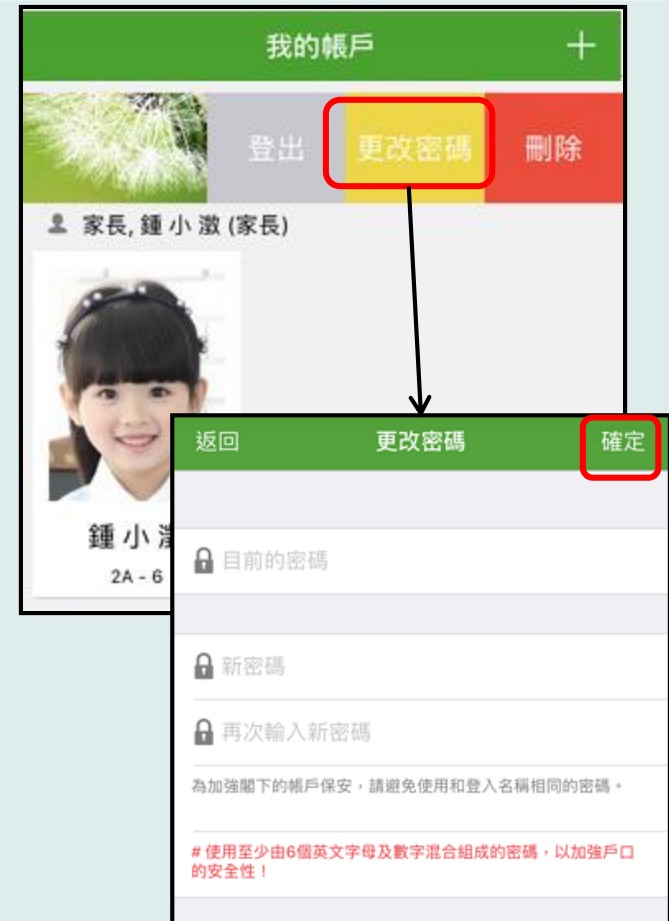 我的帳戶 +
登出 更改密碼 刪除
家長, 鍾 小 澂 (家長)
鍾 小
2A - 6
返回 更改密碼 確定
目前的密碼
新密碼
再次輸入新密碼
為加強閣下的帳戶保安，請避免使用和登入名稱相同的密碼。
# 使用至少由6個英文字母及數字混合組成的密碼，以加強戶口
的安全性！